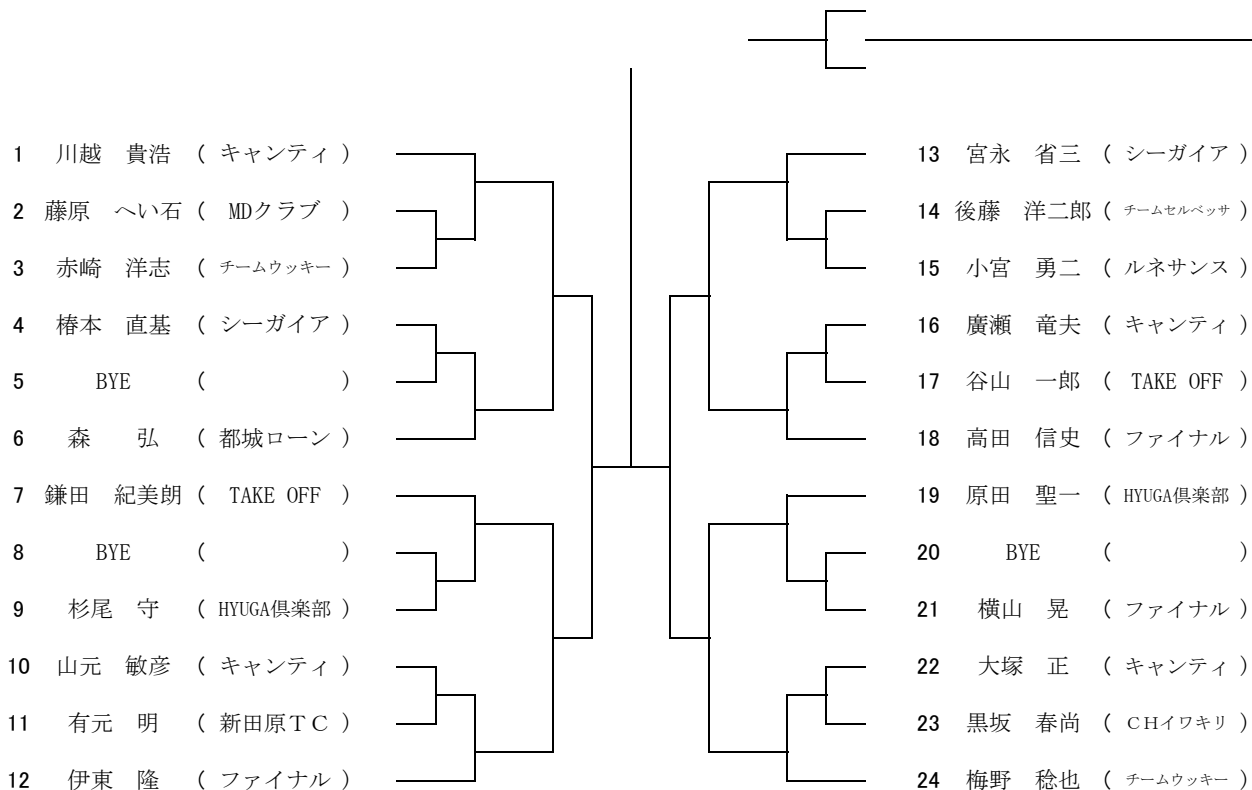 1 川越 貴浩 ( キャンティ )
2 藤原 へい石 ( MDクラブ )
3 赤崎 洋志 ( チームウッキー )
4 椿本 直基 ( シーガイア )
5 BYE ( )
6 森 弘 ( 都城ローン )
7 鎌田 紀美朗 ( TAKE OFF )
8 BYE ( )
9 杉尾 守 ( HYUGA倶楽部 )
10 山元 敏彦 ( キャンティ )
11 有元 明 ( 新田原TC )
12 伊東 隆 ( ファイナル )
13 宮永 省三 ( シーガイア )
14 後藤 洋二郎 ( チームセルベッサ )
15 小宮 勇二 ( ルネサンス )
16 廣瀬 竜夫 ( キャンティ )
17 谷山 一郎 ( TAKE OFF )
18 高田 信史 ( ファイナル )
19 原田 聖一 ( HYUGA倶楽部 )
20 BYE ( )
21 横山 晃 ( ファイナル )
22 大塚 正 ( キャンティ )
23 黒坂 春尚 ( CHイワキリ )
24 梅野 稔也 ( チームウッキー )